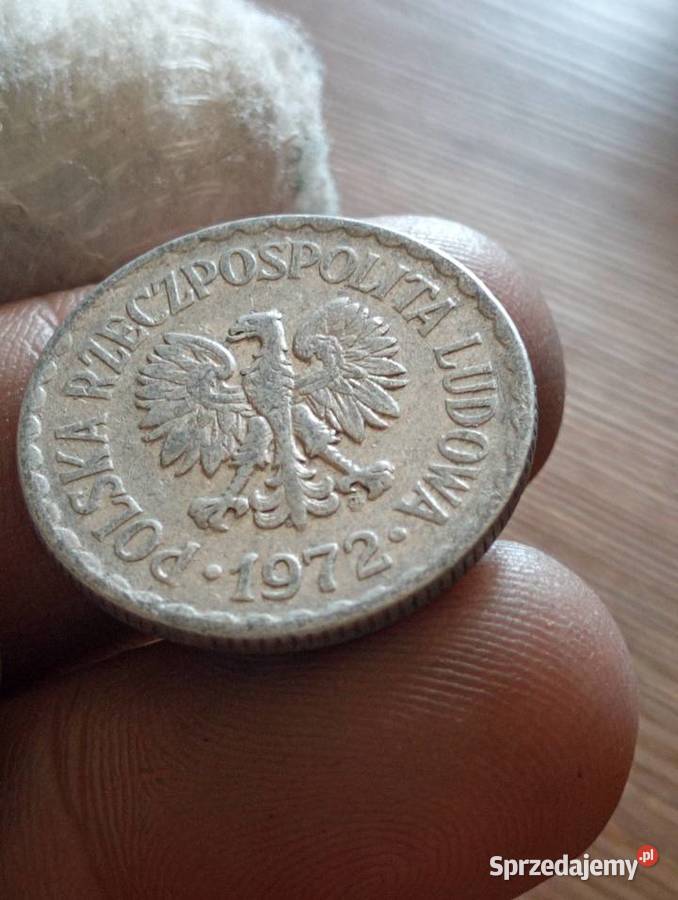 POLSKA RZECZPOSPOLITA LUDOWA
· 1972 ·
Sprzedajemy.pl